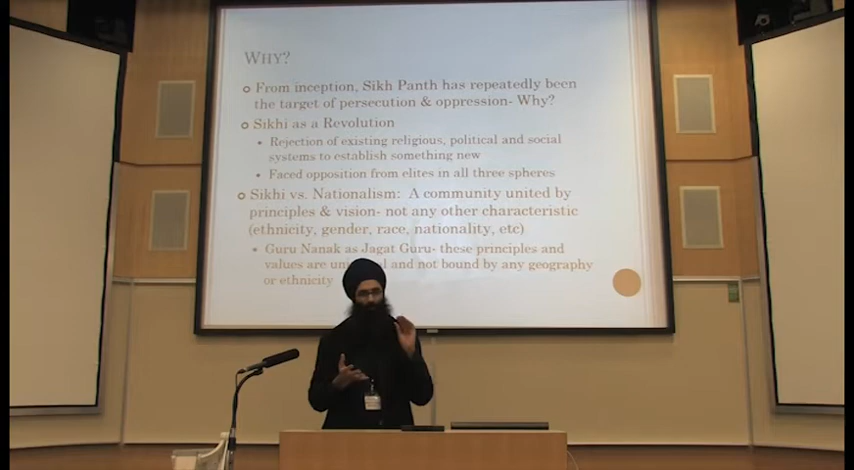 WHY?
From inception, Sikh Panth has repeatedly been
the target of persecution & oppression- Why?
Sikhi as a Revolution
Rejection of existing religious, political and social
systems to establish something new
Faced opposition from elites in all three spheres
Sikhi vs. Nationalism: A community united by
principles & vision- not any other characteristic
(ethnicity, gender, race, nationality, etc)
Guru Nanak as Jagat Guru- these principles and
values are and not bound by any geography
or ethnicity